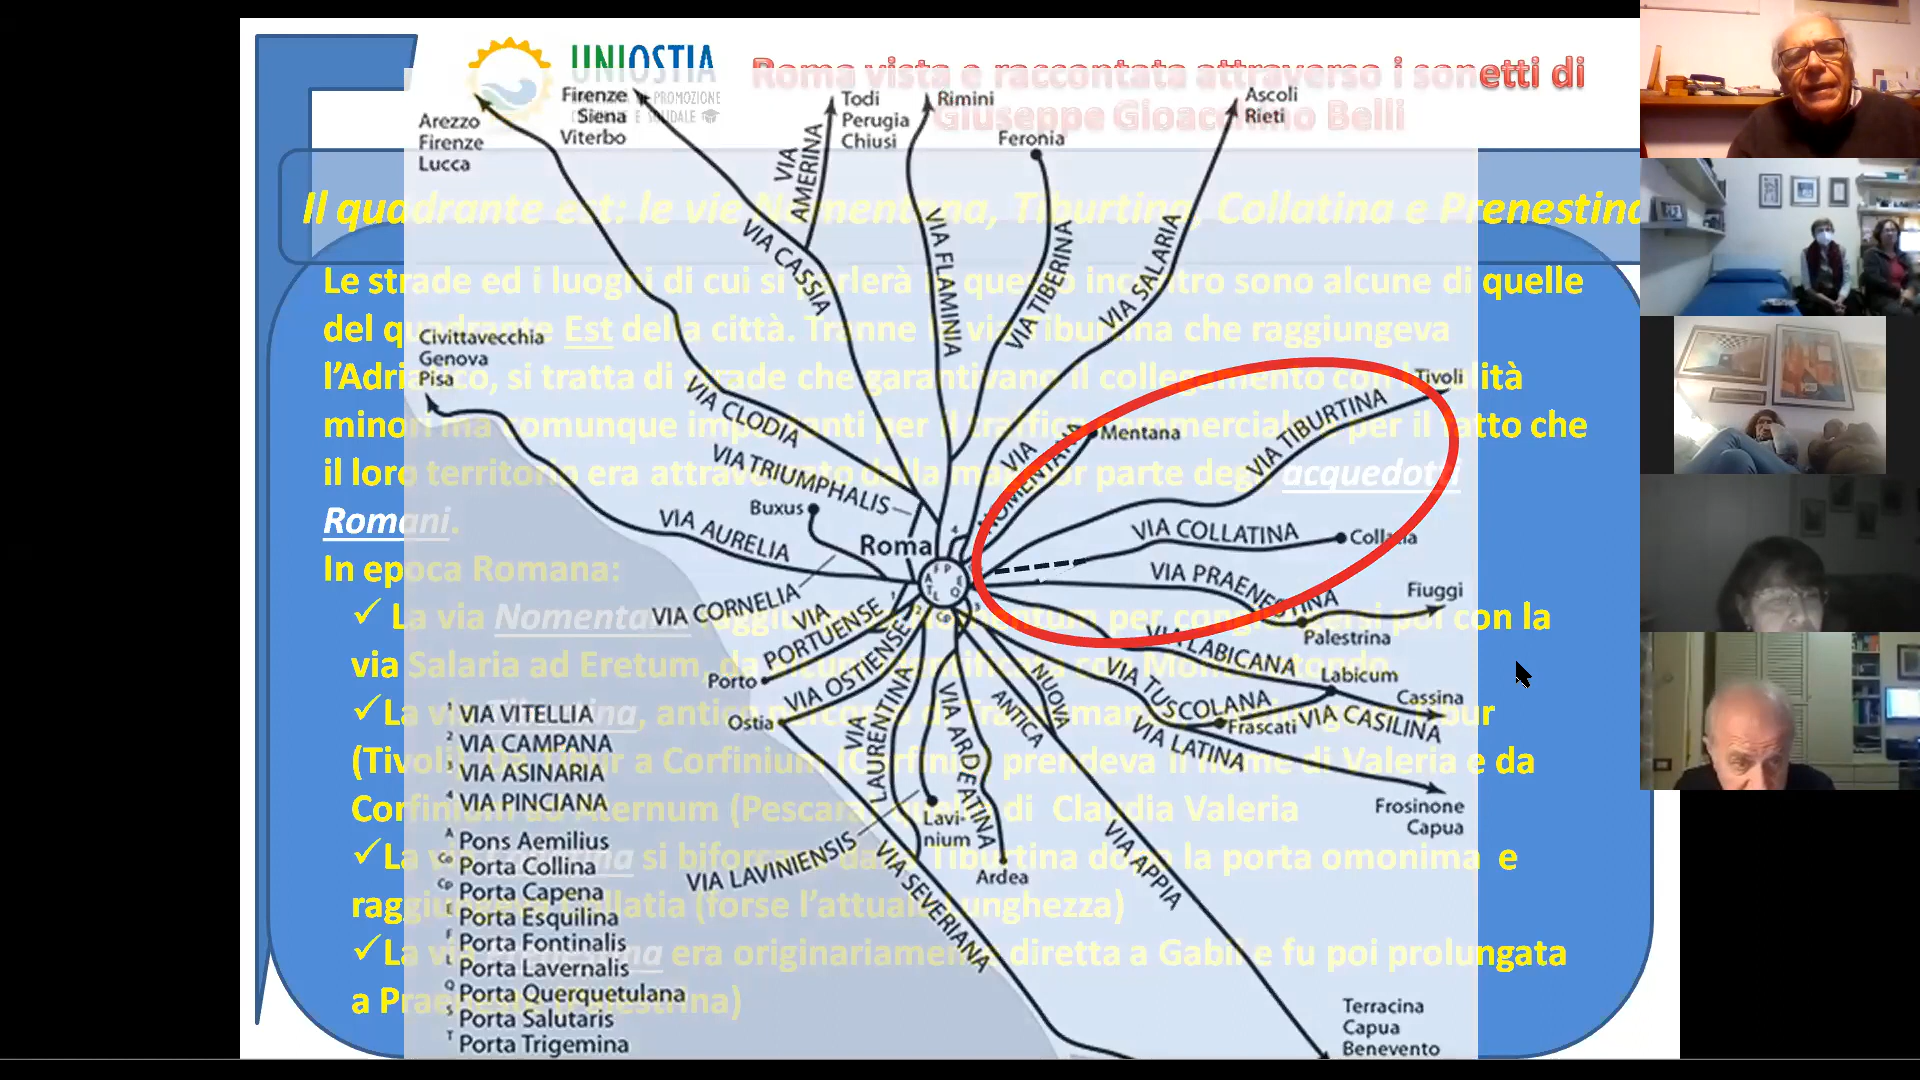 UNIOSTIA
PROMOZIONE
Roma vista e raccontata attraverso i sonetti di
Giuseppe Gioacchino Belli
Il quadrante est: le vie Nomentana, Tiburtina, Collatina e Prenestina
Le strade ed i luoghi di cui si parlerà in questo incontro sono alcune di quelle
del quadrante Est della città. Tranne la via Tiburtina che raggiungeva
l'Adriatico, si tratta di strade che garantivano il collegamento con località
minori ma comunque importanti per il traffico commerciale e per il fatto che
il loro territorio era attraversato dalla maggior parte degli acquedotti
Romani.
In epoca Romana:
✓ La via Nomentana Nomentum per congiungersi poi con la
via Salaria ad Eretum, da
✓ La via Tiburtina, antico percorso di
(Tivoli). Da Tibur a Corfinium (Corfinio) prendeva il nome di Valeria e da
Corfinium ad Aternum (Pescara) quello di Claudia Valeria
✓ La via si biforcava dalla Tiburtina dopo la porta omonima e
raggiungeva Collatia (forse l'attuale Lunghezza)
✓ La via Prenestina era originariamente diretta a Gabii e fu poi prolungata
a Praeneste (Palestrina)
Arezzo
Firenze
Lucca
Firenze
Siena
Viterbo
Todi
Perugia
Chiusi
Rimini
Feronia
Ascoli
Rieti
VIA AMERINA
VIA CASSIA
VIA FLAMINIA
VIA TIBERINA
VIA SALARIA
Civittavecchia
Genova
Pisa
VIA CLODIA
VIA TRIUMPHALIS
Buxus
VIA AURELIA
Roma
VIA CORNELIA
VIA NOMENTANA
Mentana
VIA TIBURTINA
Tivoli
VIA COLLATINA
Collatia
VIA PRAENESTINA
Fiuggi
Palestrina
VIA LABICANA
Labicum
VIA TUSCOLANA
Frascati
Cassina
VIA CASILINA
VIA LATINA
Frosinone
Capua
VIA PORTUENSE
Porto
VIA OSTIENSE
Ostia
VIA LAURENTINA
VIA ARDEATINA
ANTICA
NUOVA
Lavi-
nium
Ardea
VIA LAVINIENSIS
VIA SEVERIANA
VIA APPIA
Terracina
Capua
Benevento
1 VIA VITELLIA
2 VIA CAMPANA
3 VIA ASINARIA
4 VIA PINCIANA
A Pons Aemilius
Co Porta Collina
Cp Porta Capena
E Porta Esquilina
F Porta Fontinalis
L Porta Lavernalis
Q Porta Querquetulana
S Porta Salutaris
T Porta Trigemina